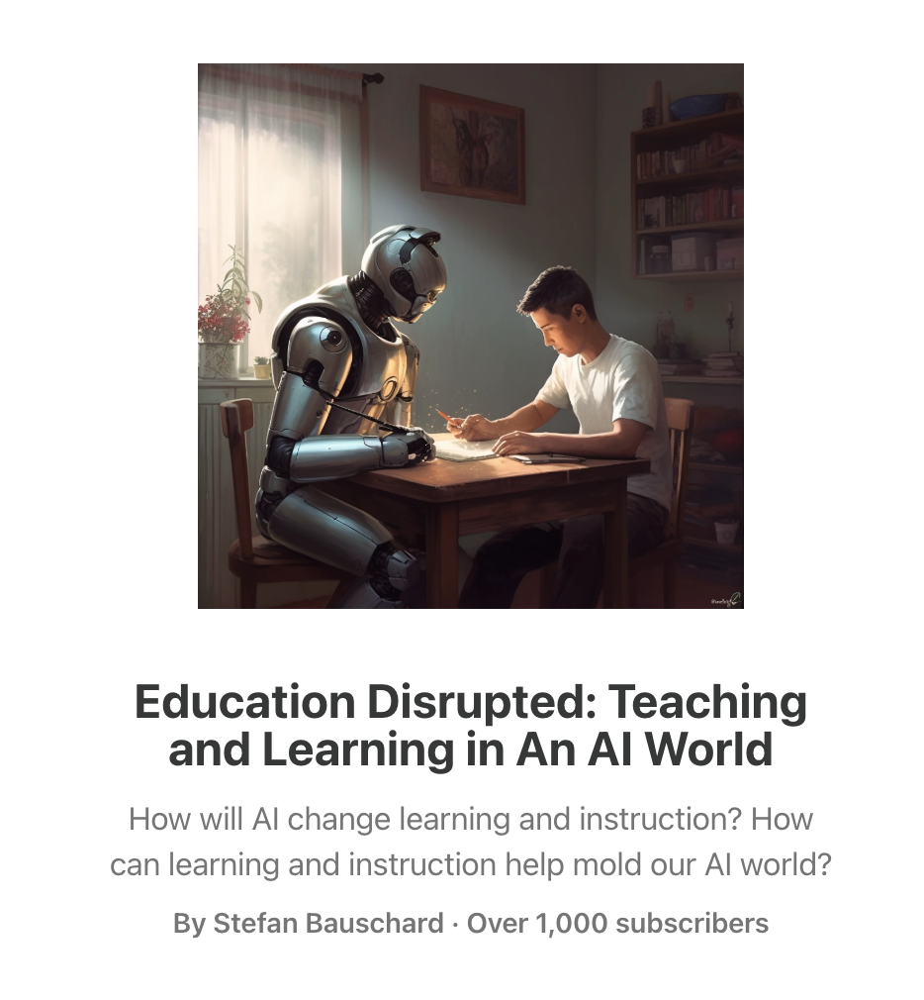 Education Disrupted: Teaching
and Learning in An AI World
How will AI change learning and instruction? How
can learning and instruction help mold our AI world?
By Stefan Bauschard · Over 1,000 subscribers